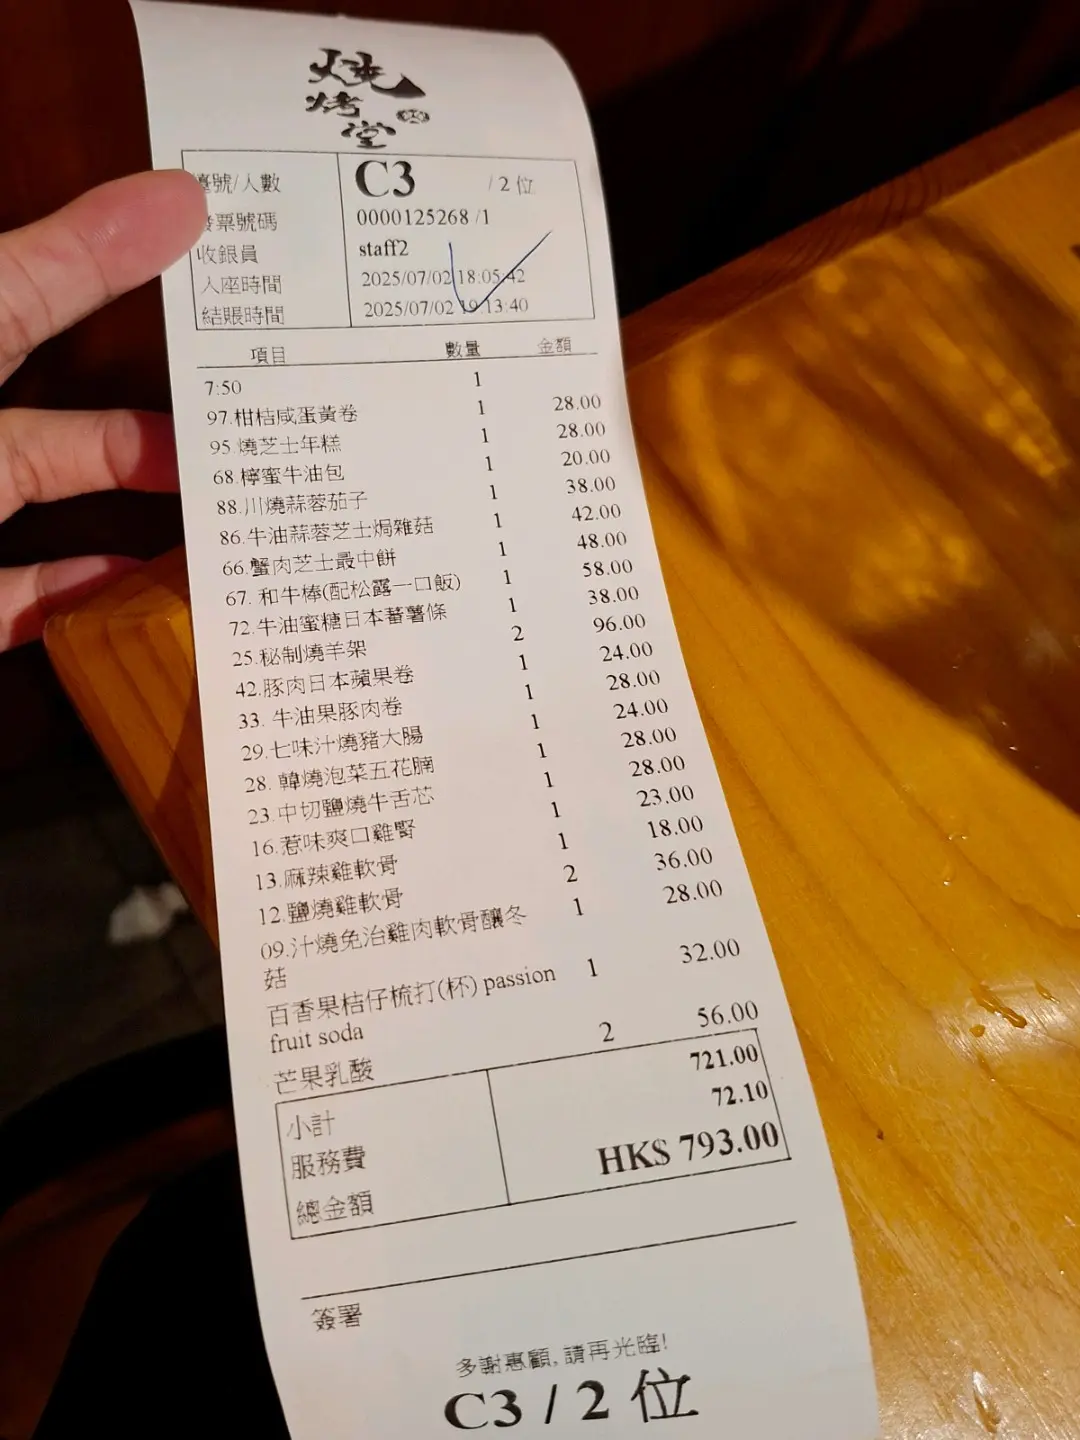 燒
烤
堂
號/人數 C3 / 2 位
發票號碼 0000125268 /1
收銀員 staff2
入座時間 2025/07/02 18:05:42
結賬時間 2025/07/02 19:13:40
項目 數量 金額
7:50 1
97.柑桔咸蛋黃卷 1 28.00
95.燒芝士年糕 1 28.00
68.檸蜜牛油包 1 20.00
88.川燒蒜蓉茄子 1 38.00
86.牛油蒜蓉芝士焗雜菇 1 42.00
66.蟹肉芝士最中餅 1 48.00
67. 和牛棒(配松露一口飯) 1 58.00
72.牛油蜜糖日本蕃薯條 1 38.00
25.秘制燒羊架 2 96.00
42.豚肉日本蘋果卷 1 24.00
33. 牛油果豚肉卷 1 28.00
29.七味汁燒豬大腸 1 24.00
28. 韓燒泡菜五花腩 1 28.00
23.中切鹽燒牛舌芯 1 28.00
16.惹味爽口雞腎 1 23.00
13.麻辣雞軟骨 1 18.00
12.鹽燒雞軟骨 2 36.00
09.汁燒免治雞肉軟骨釀冬 1 28.00
菇
百香果桔仔梳打(杯) passion 1 32.00
fruit soda
芒果乳酸 2 56.00
小計 721.00
服務費 72.10
總金額 HK$ 793.00
簽署
多謝惠顧, 請再光臨!
C3 / 2 位